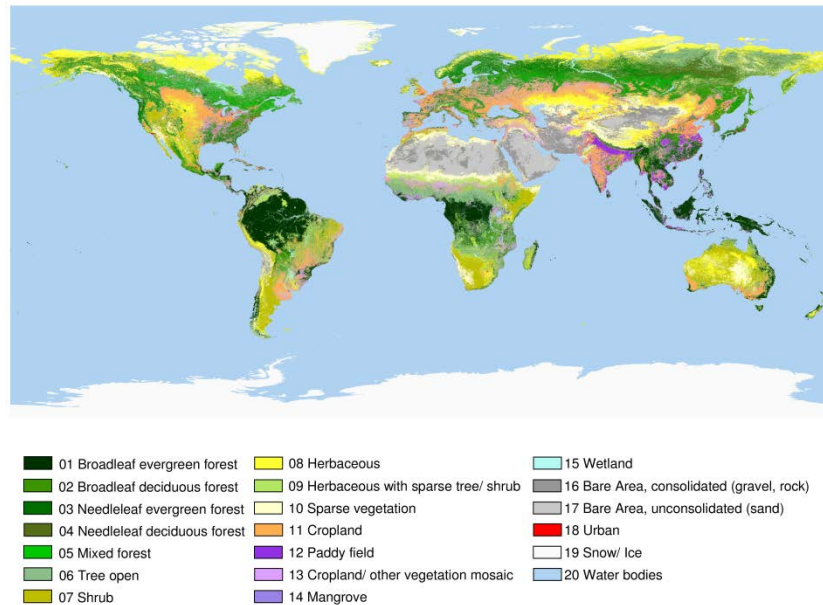 01 Broadleaf evergreen forest
02 Broadleaf deciduous forest
03 Needleleaf evergreen forest
04 Needleleaf deciduous forest
05 Mixed forest
06 Tree open
07 Shrub
08 Herbaceous
09 Herbaceous with sparse tree/ shrub
10 Sparse vegetation
11 Cropland
12 Paddy field
13 Cropland/ other vegetation mosaic
14 Mangrove
15 Wetland
16 Bare Area, consolidated (gravel, rock)
17 Bare Area, unconsolidated (sand)
18 Urban
19 Snow/ Ice
20 Water bodies